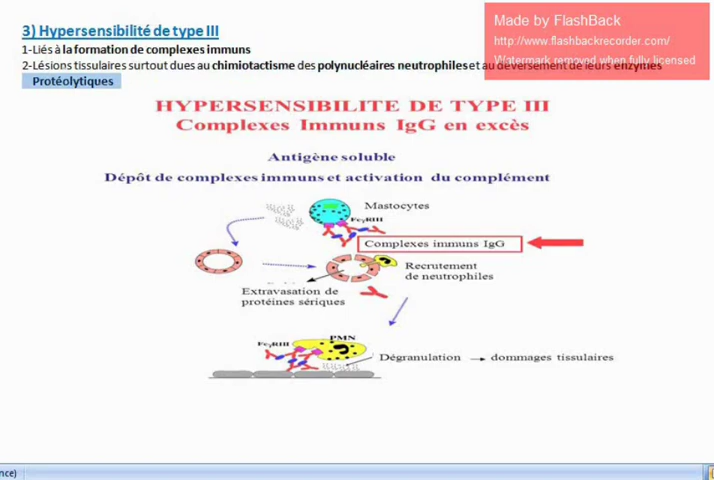 3) Hypersensibilité de type III
Made by FlashBack
http://www.flashbackrecorder.com/
Watermark removed when fully licensed
1-Liés à la formation de complexes immuns
2-Lésions tissulaires surtout dues au chimiotactisme des polynucléaires neutrophiles et au déversement de leurs enzymes
Protéolytiques
HYPERSENSIBILITE DE TYPE III
Complexes Immuns IgG en excès
Antigène soluble
Dépôt de complexes immuns et activation du complément
Mastocytes
FcγRIII
Complexes immuns IgG
Recrutement
de neutrophiles
Extravasation de
protéines sériques
FcγRIII
PMN
Dégranulation → dommages tissulaires
nce)